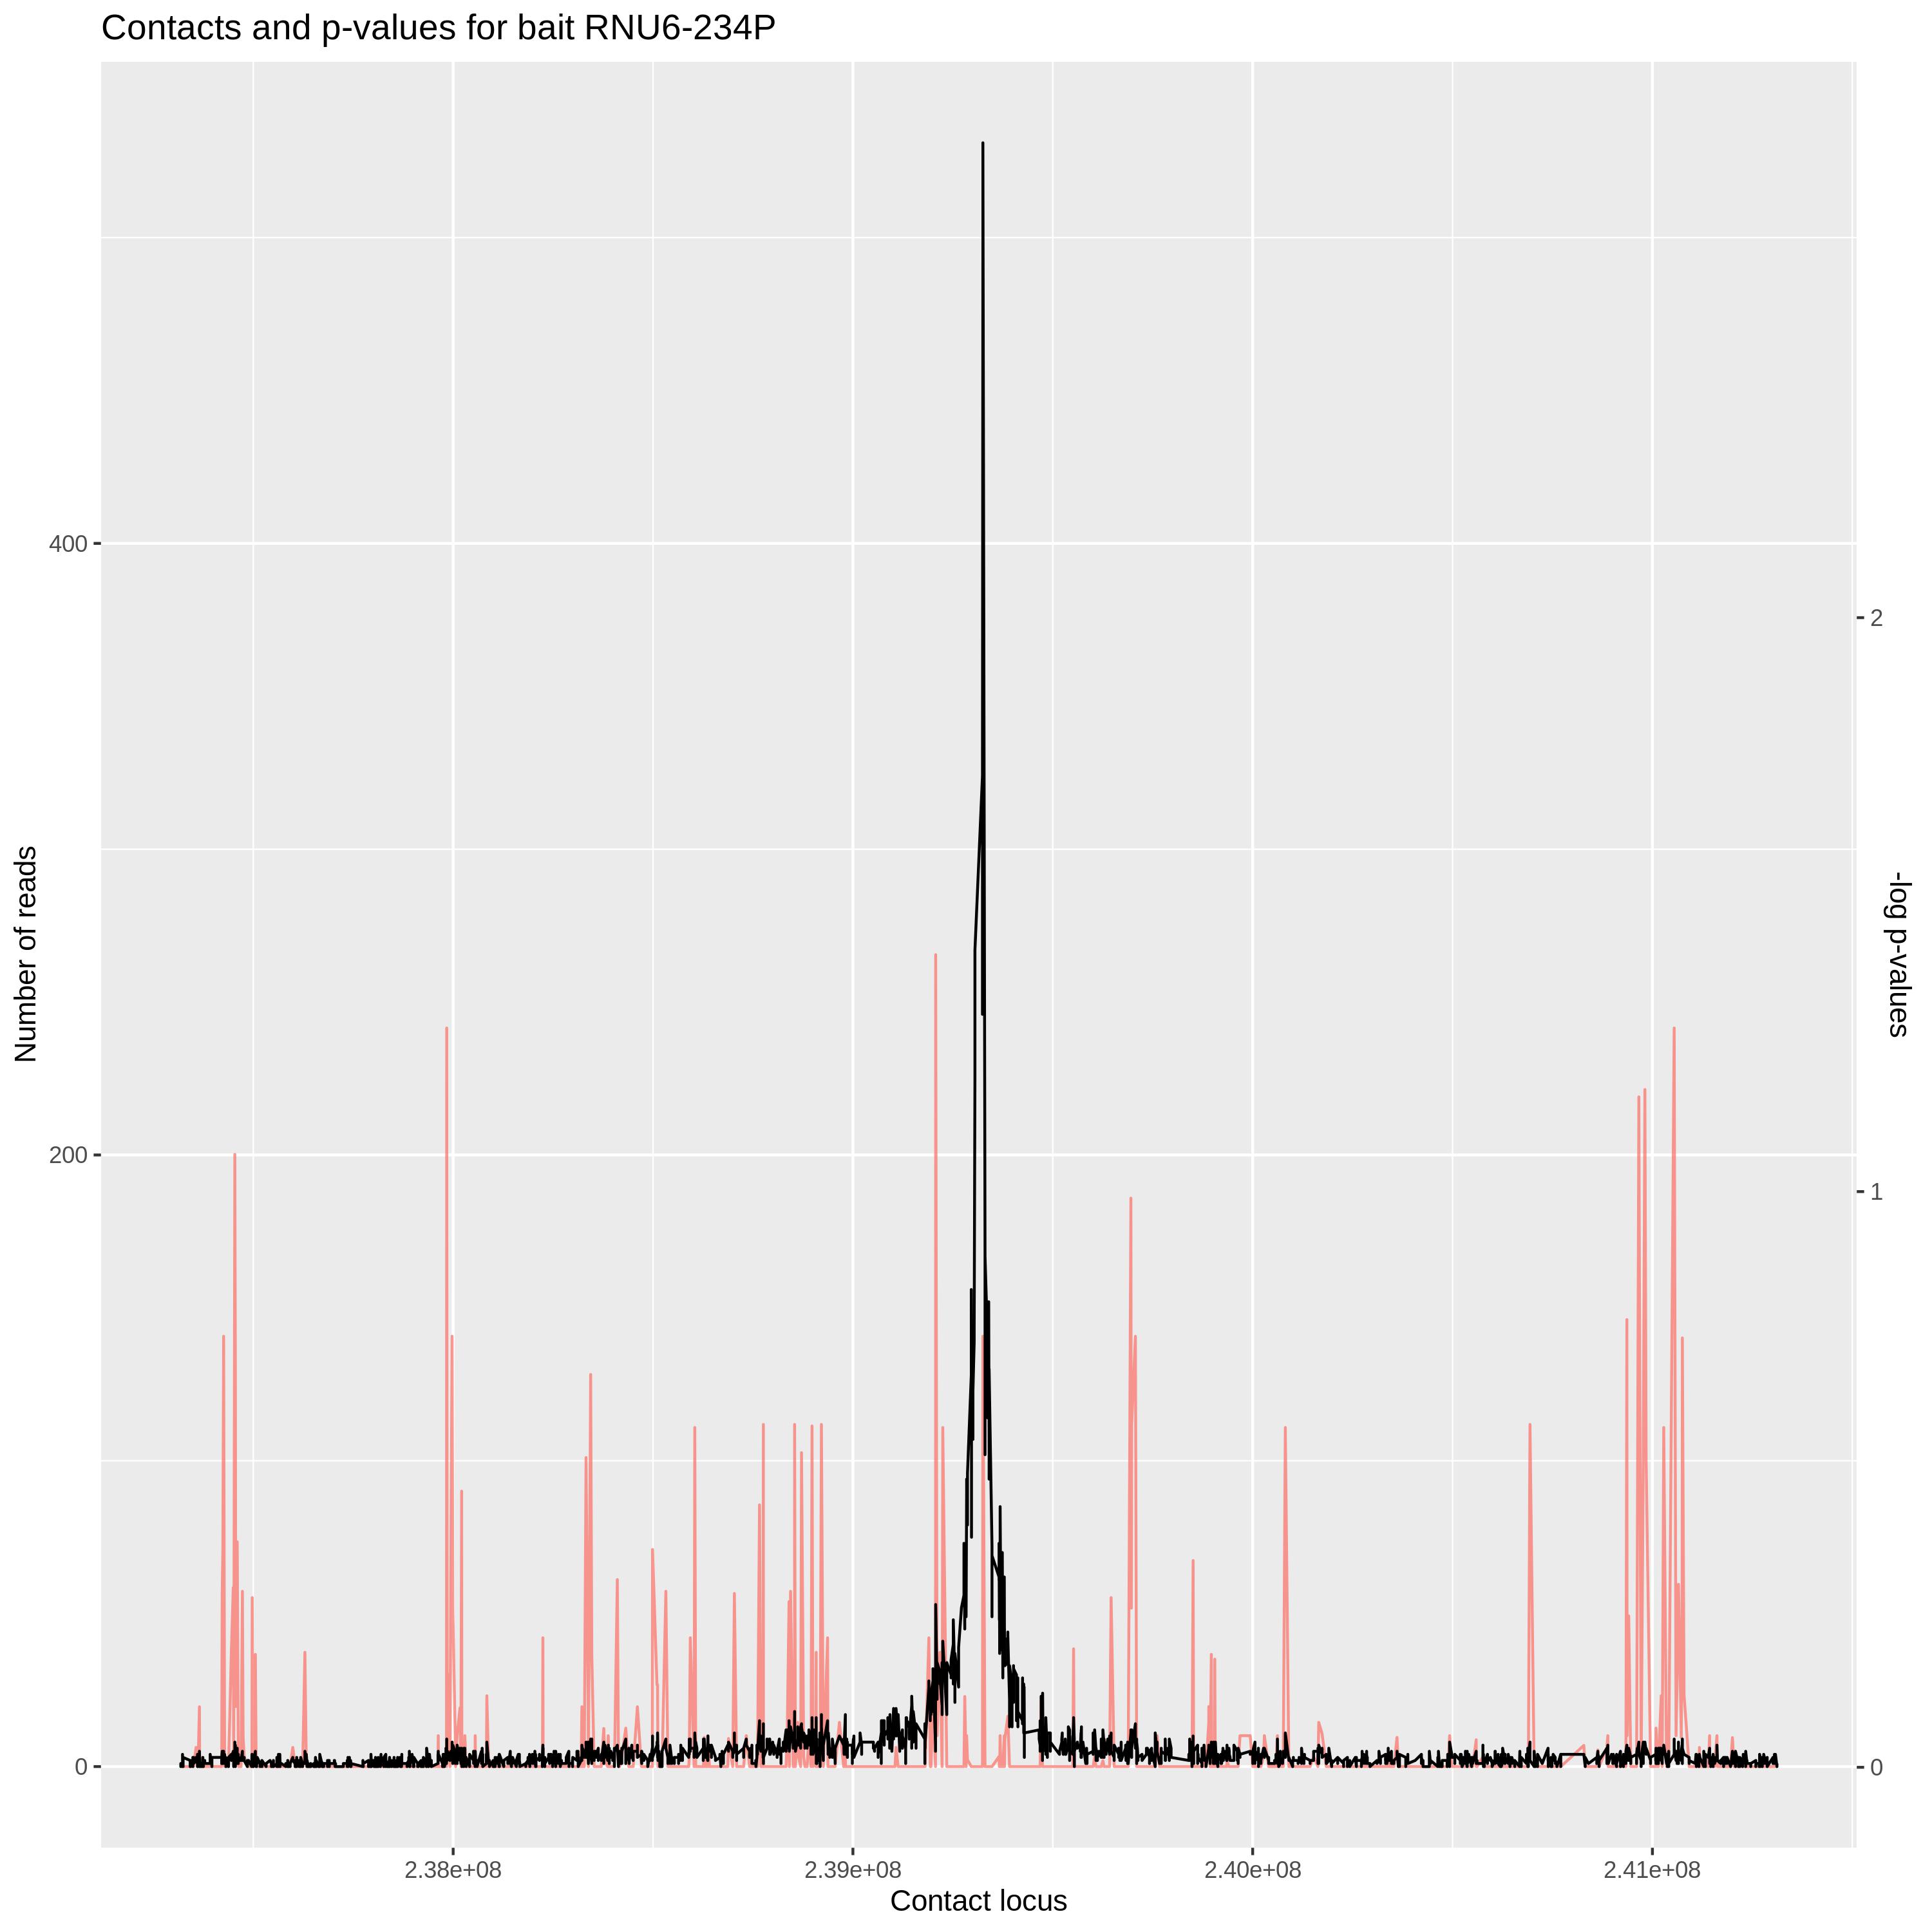 Contacts and p-values for bait RNU6-234P
Number of reads
400
200
0
2
1
0
-log p-values
2.38e+08
2.39e+08
2.40e+08
2.41e+08
Contact locus